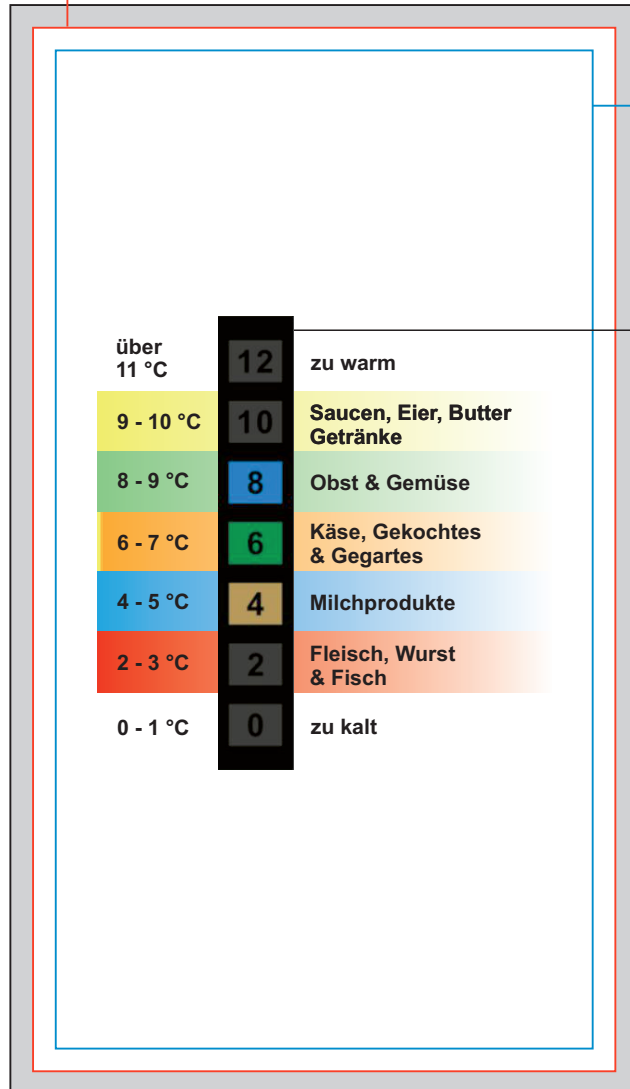 über
11 °C 12 zu warm
9 - 10 °C 10 Saucen, Eier, Butter
Getränke
8 - 9 °C 8 Obst & Gemüse
6 - 7 °C 6 Käse, Gekochtes
& Gegartes
4 - 5 °C 4 Milchprodukte
2 - 3 °C 2 Fleisch, Wurst
& Fisch
0 - 1 °C 0 zu kalt